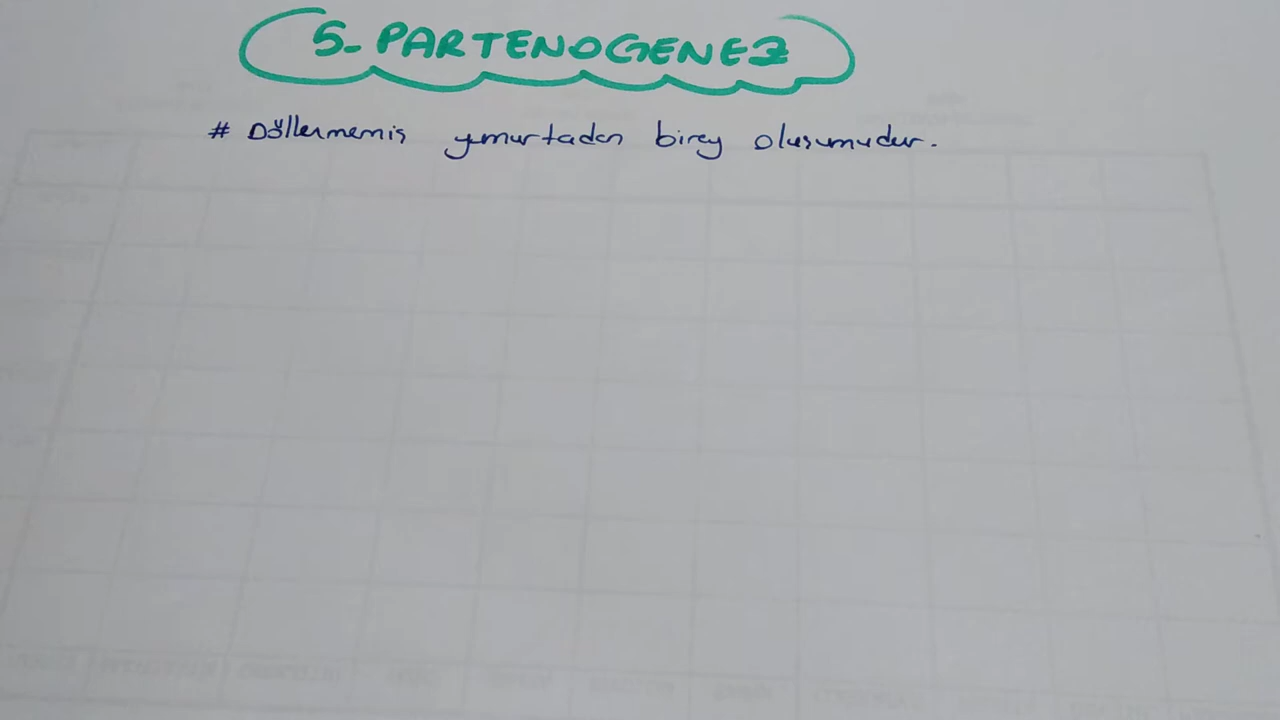 5- PARTENOGENEZ
# Döllenmemiş yumurtadan birey oluşumudur.